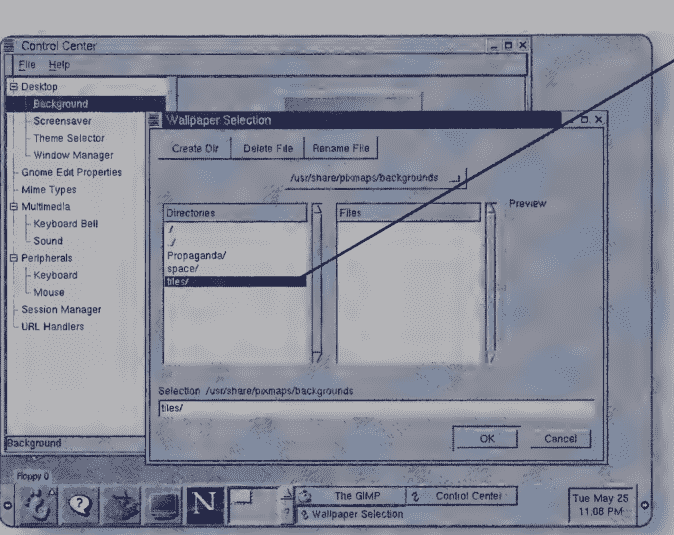 Control Center
File Help
Desktop
Background
Screensaver
Theme Selector
Window Manager
Gnome Edit Properties
Mime Types
Multimedia
Keyboard Bell
Sound
Peripherals
Keyboard
Mouse
Session Manager
URL Handlers
Background
Wallpaper Selection
Create Dir Delete File Rename File
/usr/share/pixmaps/backgrounds
Directories Files Preview
./
../
Propaganda/
space/
tiles/
Selection /usr/share/pixmaps/backgrounds
tiles/
OK Cancel
Floppy 0
N
The GIMP Control Center
Wallpaper Selection
Tue May 25
11:08 PM